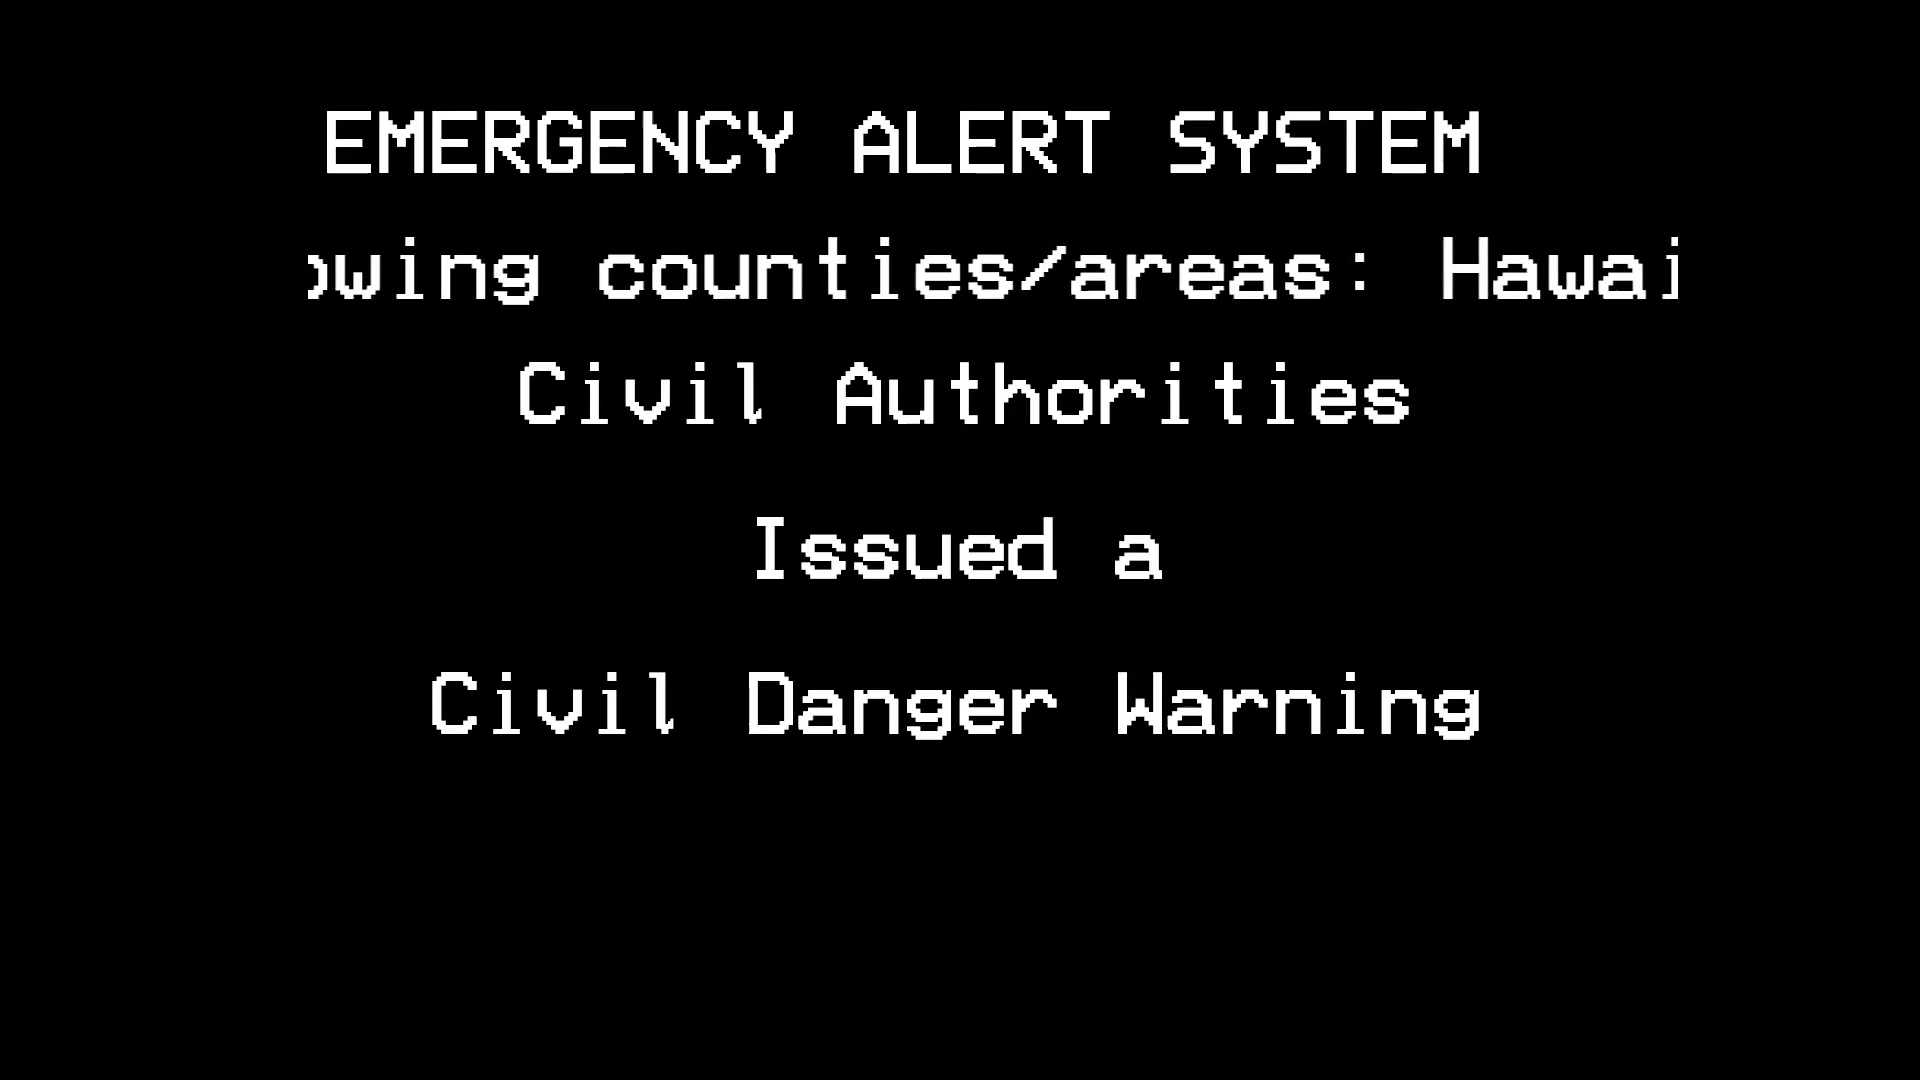 EMERGENCY ALERT SYSTEM
owing counties/areas: Hawai
Civil Authorities
Issued a
Civil Danger Warning